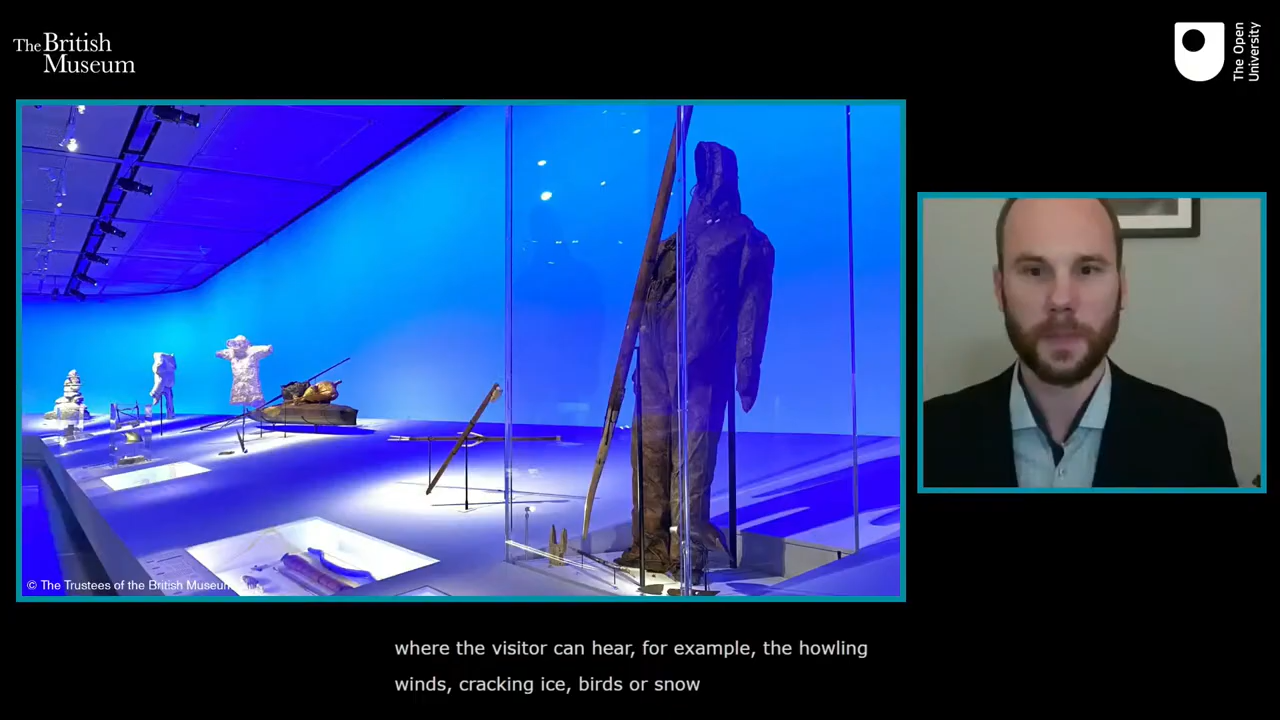 The British
Museum
The Open
University
© The Trustees of the British Museum
where the visitor can hear, for example, the howling
winds, cracking ice, birds or snow